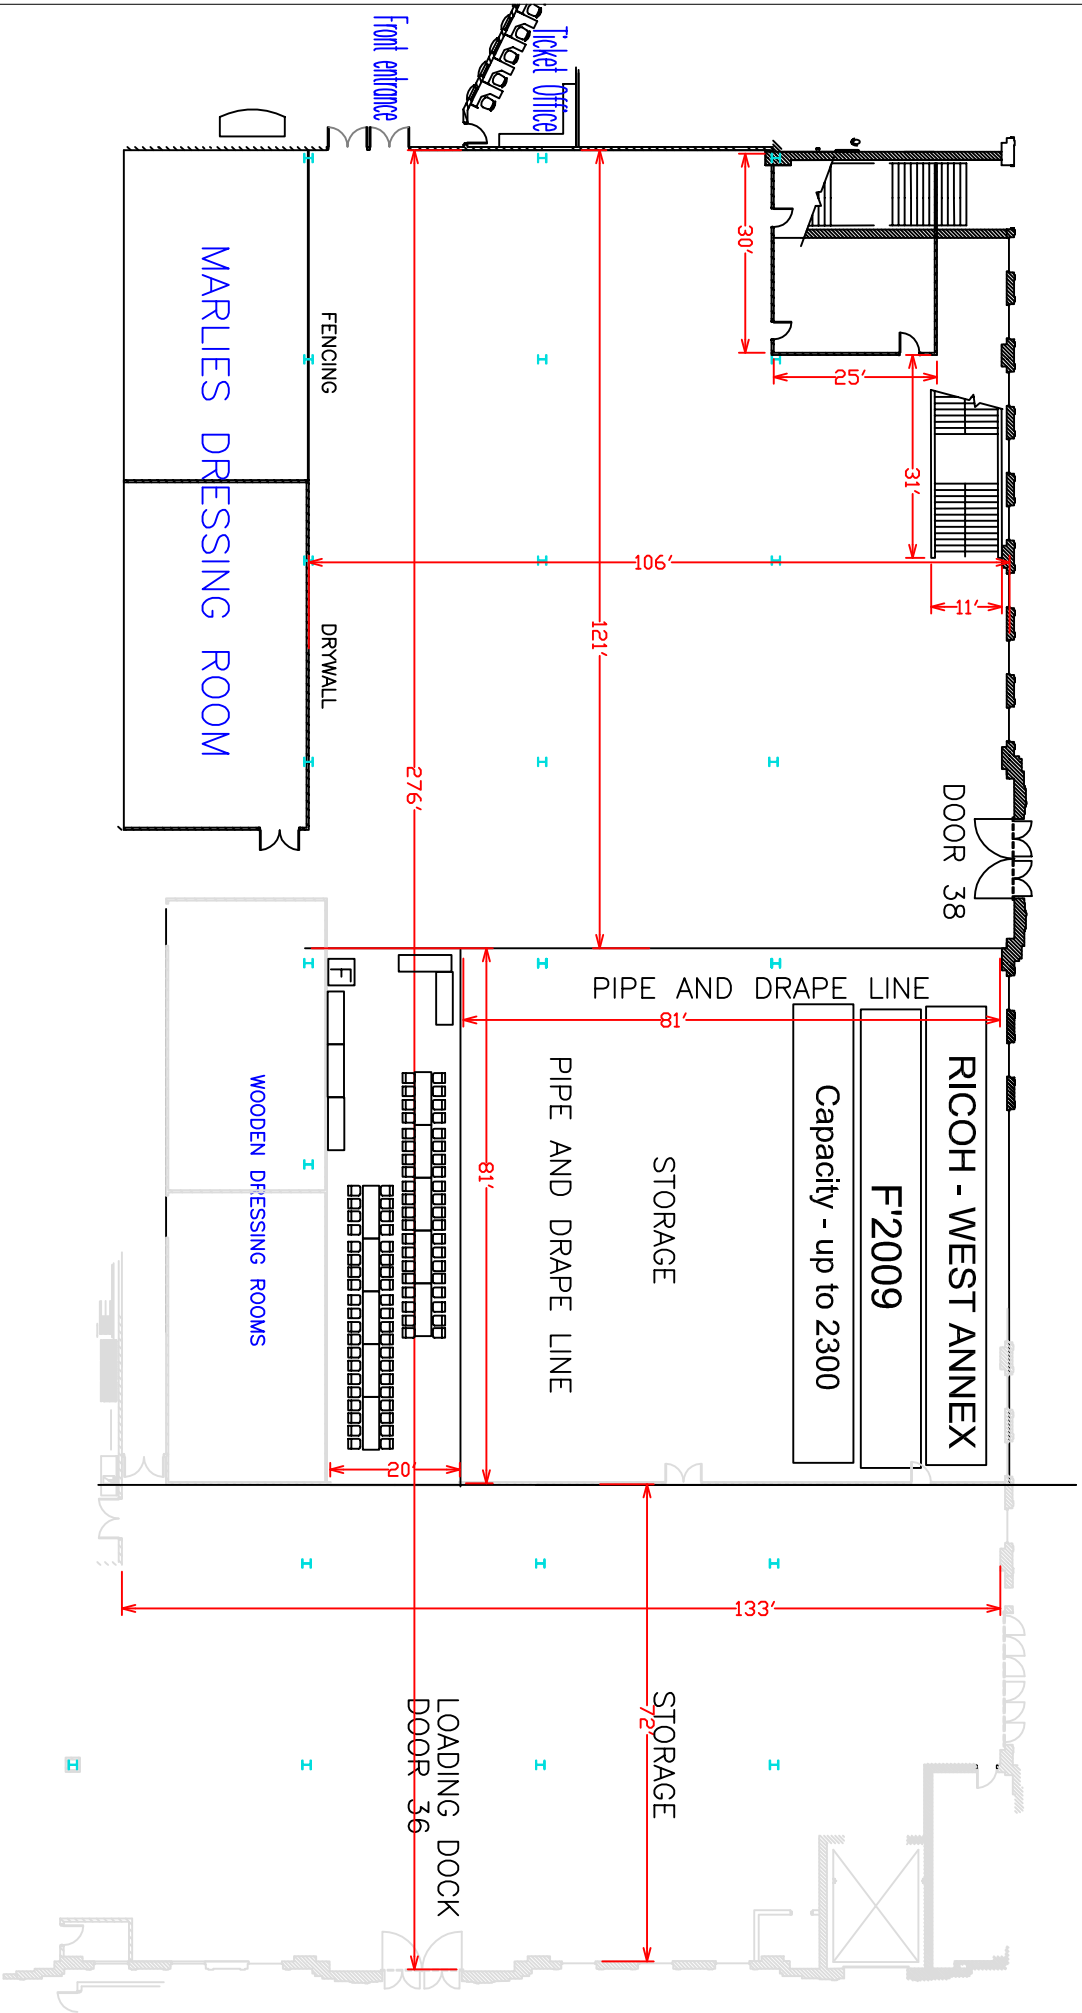 Front entrance
Ticket Office
MARLIES DRESSING ROOM
FENCING
DRYWALL
30'
25'
31'
11'
106'
121'
276'
DOOR 38
PIPE AND DRAPE LINE
81'
RICOH - WEST ANNEX
F'2009
Capacity - up to 2300
STORAGE
PIPE AND DRAPE LINE
81'
F
WOODEN DRESSING ROOMS
20'
133'
STORAGE
72'
LOADING DOCK
DOOR 36